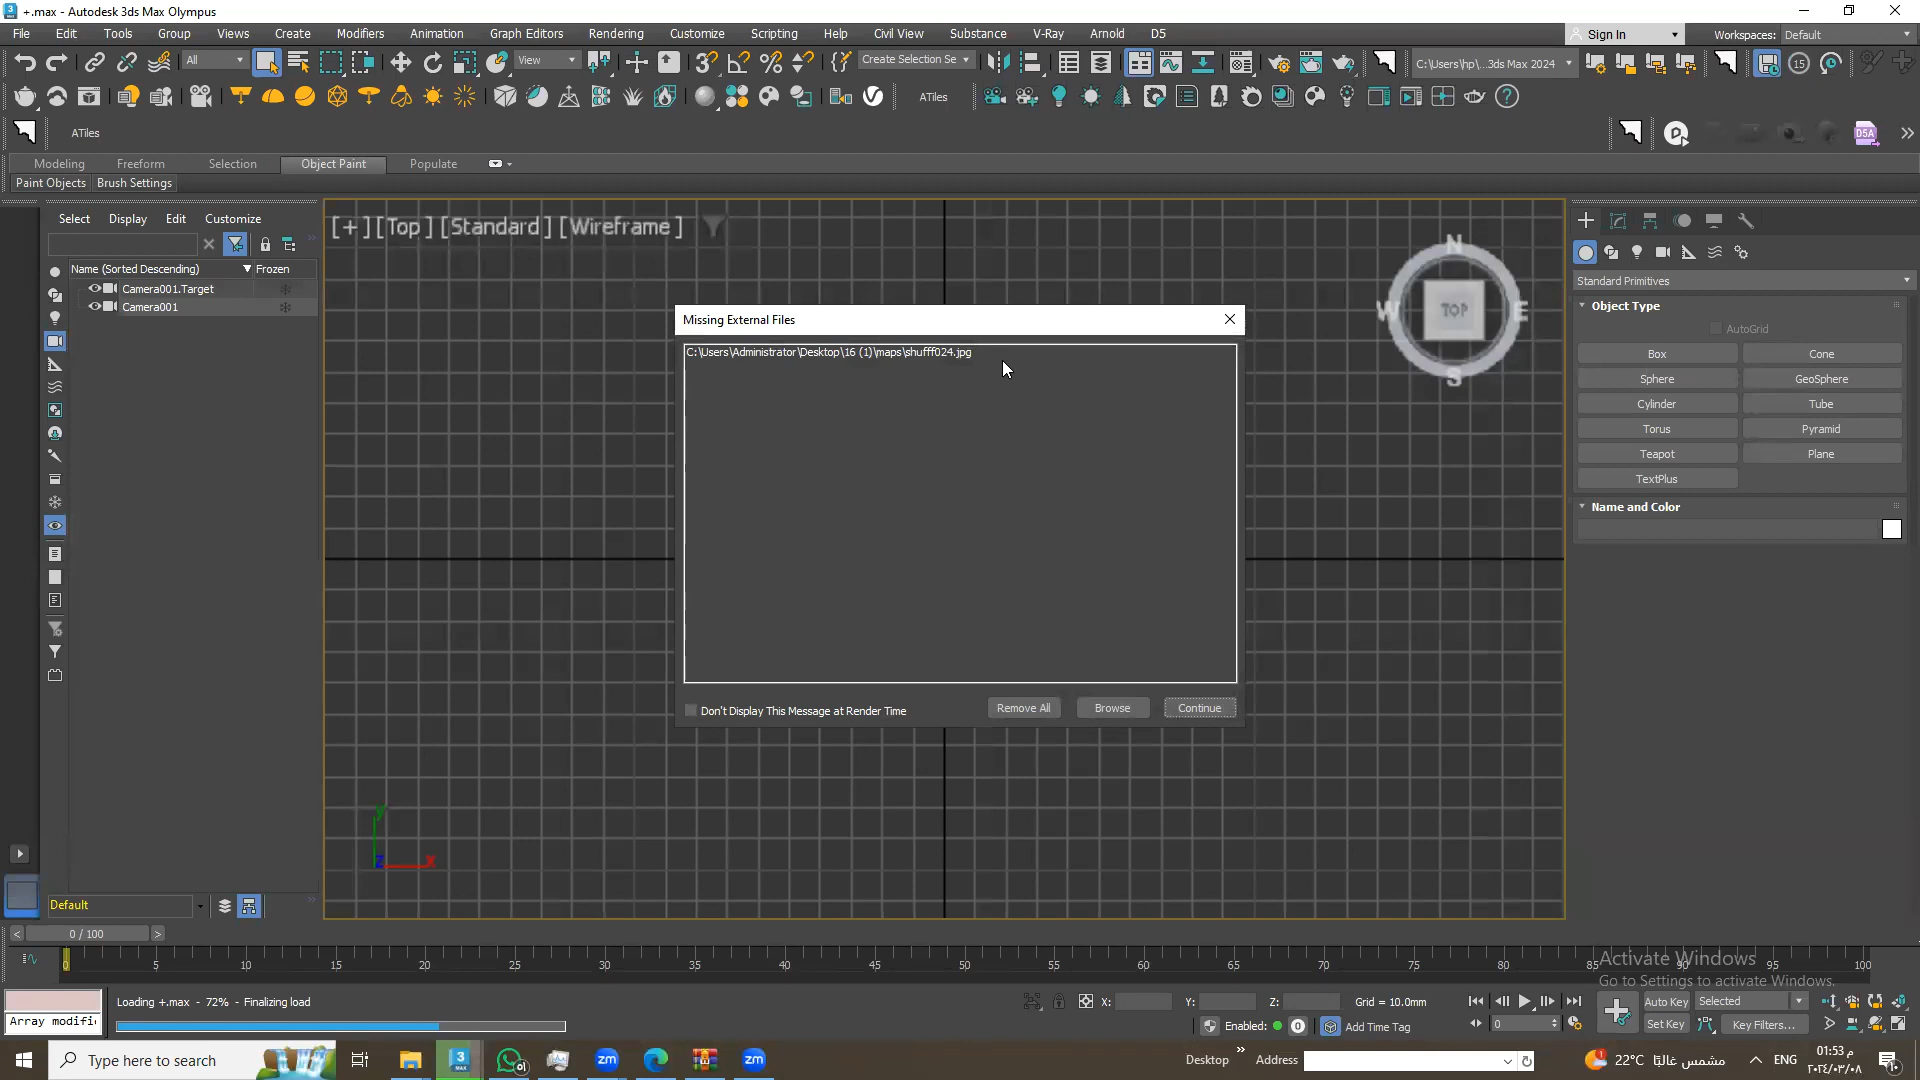 +.max - Autodesk 3ds Max Olympus
File Edit Tools Group Views Create Modifiers Animation Graph Editors Rendering Customize Scripting Help Civil View Substance V-Ray Arnold D5
Sign In
Workspaces: Default
All
View
Create Selection Se
C:\Users\hp\...3ds Max 2024
15
ATiles
ATiles
D5A
Modeling Freeform Selection Object Paint Populate
Paint Objects Brush Settings
Select Display Edit Customize
Name (Sorted Descending) Frozen
Camera001.Target
Camera001
[+][Top][Standard][Wireframe]
N
W TOP E
S
Missing External Files
C:\Users\Administrator\Desktop\16 (1)\maps\shufff024.jpg
Don't Display This Message at Render Time
Remove All Browse Continue
Standard Primitives
Object Type
AutoGrid
Box Cone
Sphere GeoSphere
Cylinder Tube
Torus Pyramid
Teapot Plane
TextPlus
Name and Color
y
z x
Default
0 / 100
0 5 10 15 20 25 30 35 40 45 50 55 60 65 70 75 80 85 90 95 100
Activate Windows
Go to Settings to activate Windows.
Loading +.max - 72% - Finalizing load
X: Y: Z: Grid = 10.0mm
Auto Key Selected
Array modifi
Enabled: 0 Add Time Tag
0
Set Key Key Filters...
Type here to search
Desktop Address
22°C مشمس غالبًا
ENG
01:53 م
٢٠٢٤/٠٣/٠٨